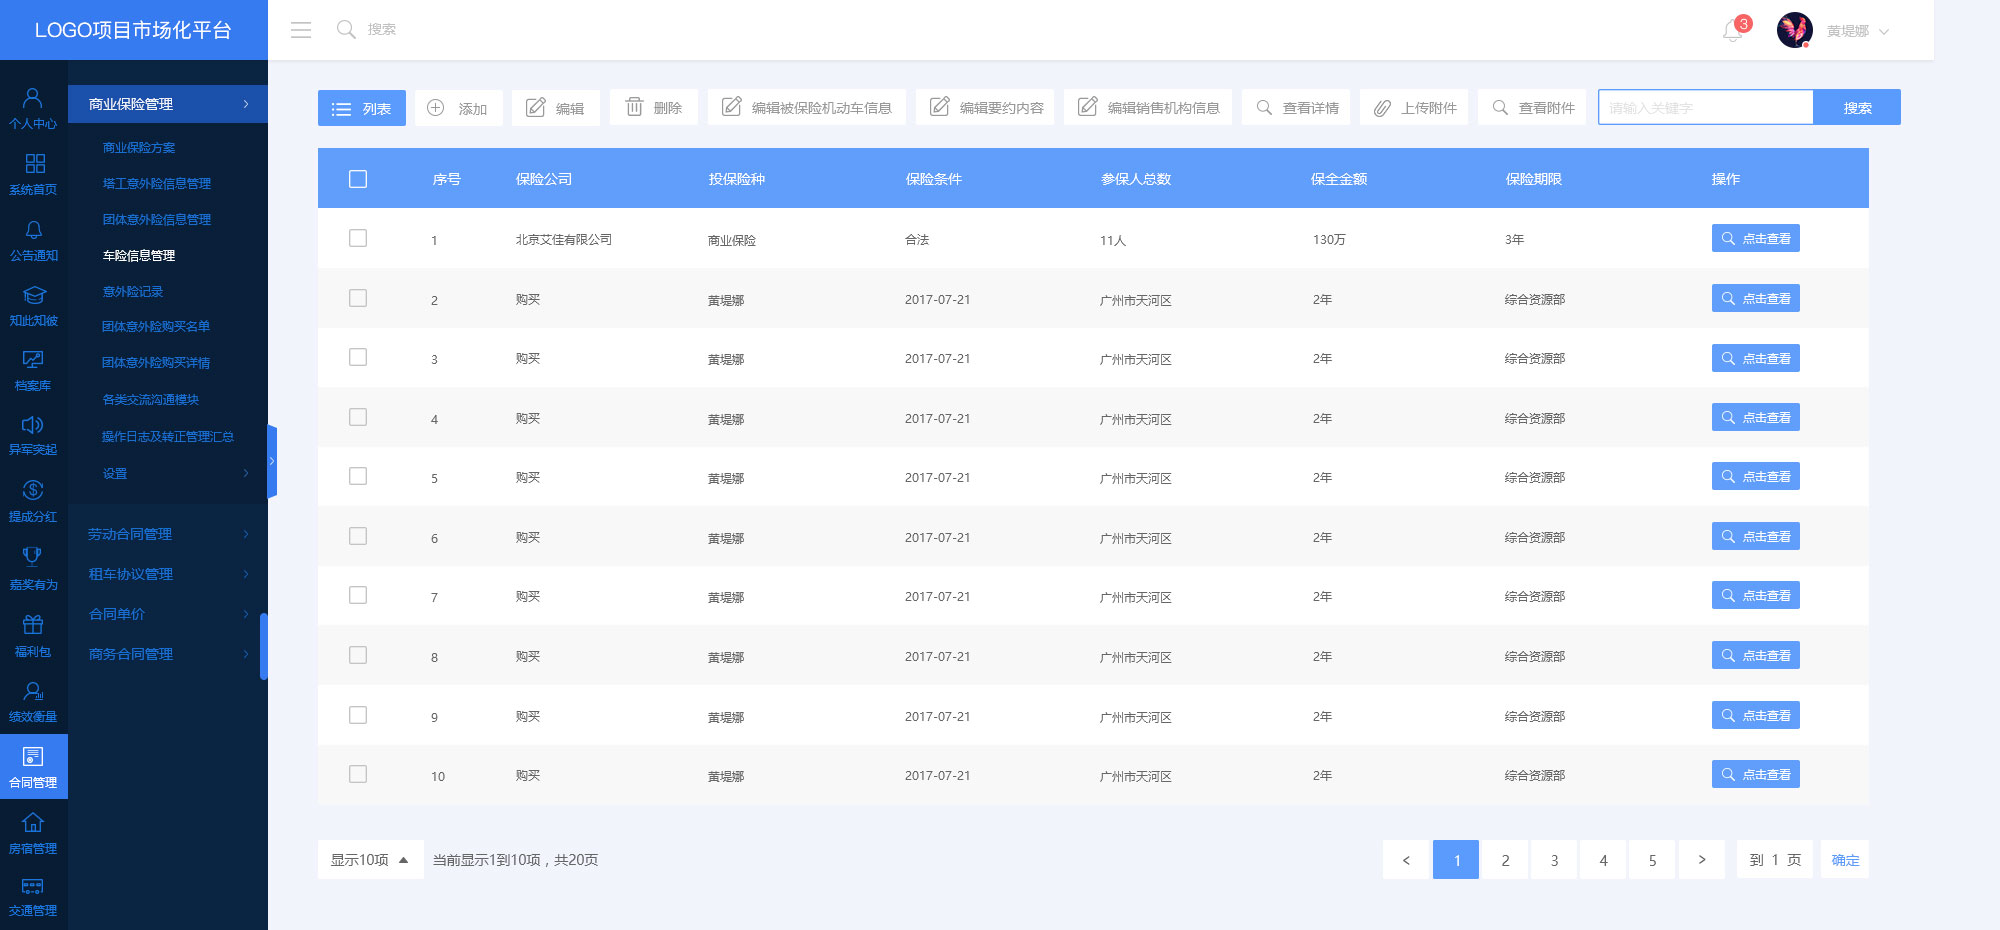 LOGO项目市场化平台
搜索
3
黄堤娜
个人中心
系统首页
公告通知
知此知彼
档案库
异军突起
提成分红
嘉奖有为
福利包
绩效衡量
合同管理
房宿管理
交通管理
商业保险管理
商业保险方案
塔工意外险信息管理
团体意外险信息管理
车险信息管理
意外险记录
团体意外险购买名单
团体意外险购买详情
各类交流沟通模块
操作日志及转正管理汇总
设置
劳动合同管理
租车协议管理
合同单价
商务合同管理
列表 添加 编辑 删除 编辑被保险机动车信息 编辑要约内容 编辑销售机构信息 查看详情 上传附件 查看附件 请输入关键字 搜索
序号 保险公司 投保险种 保险条件 参保人总数 保全金额 保险期限 操作
1 北京艾佳有限公司 商业保险 合法 11人 130万 3年 点击查看
2 购买 黄堤娜 2017-07-21 广州市天河区 2年 综合资源部 点击查看
3 购买 黄堤娜 2017-07-21 广州市天河区 2年 综合资源部 点击查看
4 购买 黄堤娜 2017-07-21 广州市天河区 2年 综合资源部 点击查看
5 购买 黄堤娜 2017-07-21 广州市天河区 2年 综合资源部 点击查看
6 购买 黄堤娜 2017-07-21 广州市天河区 2年 综合资源部 点击查看
7 购买 黄堤娜 2017-07-21 广州市天河区 2年 综合资源部 点击查看
8 购买 黄堤娜 2017-07-21 广州市天河区 2年 综合资源部 点击查看
9 购买 黄堤娜 2017-07-21 广州市天河区 2年 综合资源部 点击查看
10 购买 黄堤娜 2017-07-21 广州市天河区 2年 综合资源部 点击查看
显示10项 当前显示1到10项，共20页 < 1 2 3 4 5 > 到 1 页 确定